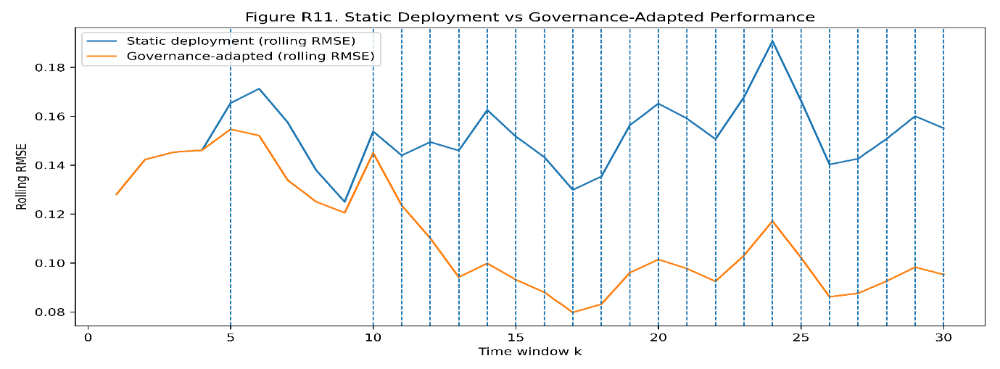 Figure R11. Static Deployment vs Governance-Adapted Performance
Static deployment (rolling RMSE)
Governance-adapted (rolling RMSE)
Rolling RMSE
0.18
0.16
0.14
0.12
0.10
0.08
0 5 10 15 20 25 30
Time window k